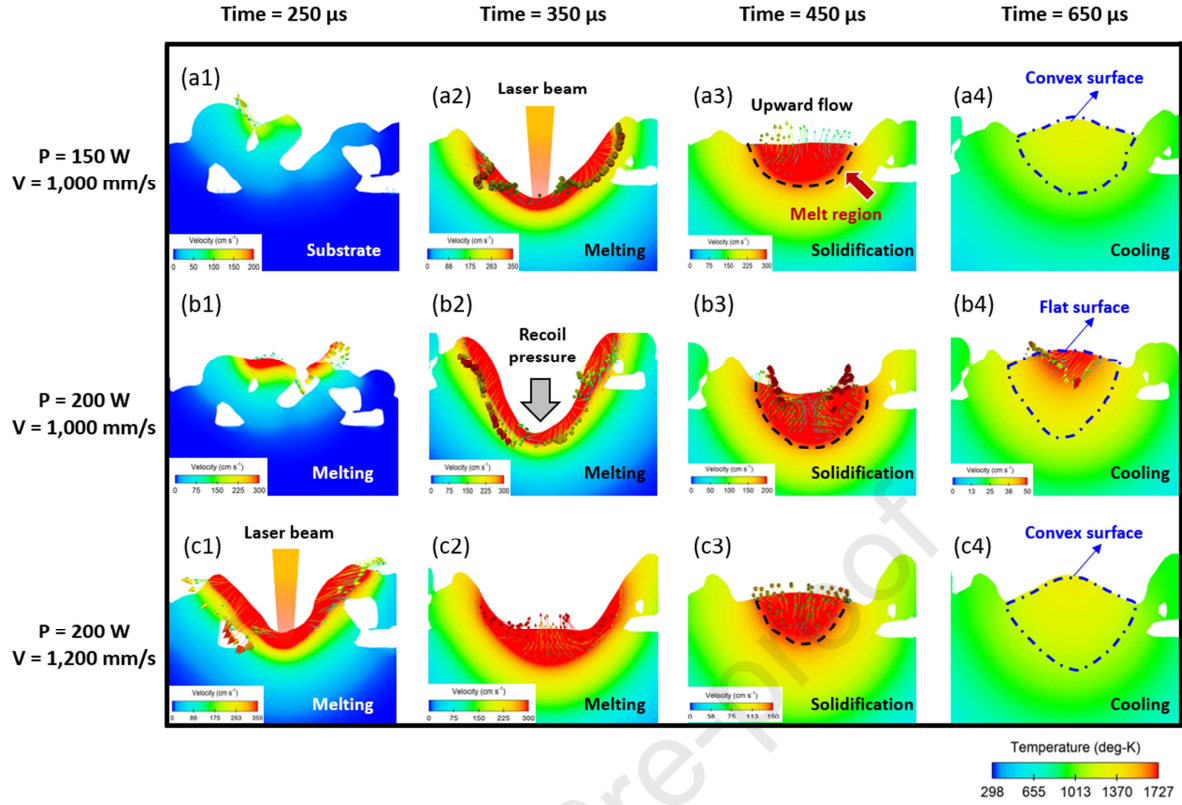 Time = 250 µs Time = 350 µs Time = 450 µs Time = 650 µs
P = 150 W
V = 1,000 mm/s
(a1)
Velocity (cm s⁻¹)
0 50 100 150 200
Substrate
(a2)
Laser beam
Velocity (cm s⁻¹)
0 88 175 263 350
Melting
(a3)
Upward flow
Melt region
Velocity (cm s⁻¹)
0 75 150 225 300
Solidification
(a4)
Convex surface
Cooling
P = 200 W
V = 1,000 mm/s
(b1)
Velocity (cm s⁻¹)
0 75 150 225 300
Melting
(b2)
Recoil
pressure
Velocity (cm s⁻¹)
0 75 150 225 300
Melting
(b3)
Velocity (cm s⁻¹)
0 50 100 150 200
Solidification
(b4)
Flat surface
Velocity (cm s⁻¹)
0 13 25 38 50
Cooling
P = 200 W
V = 1,200 mm/s
(c1)
Laser beam
Velocity (cm s⁻¹)
0 88 175 263 350
Melting
(c2)
Velocity (cm s⁻¹)
0 75 150 225 300
Melting
(c3)
Velocity (cm s⁻¹)
0 38 75 113 150
Solidification
(c4)
Convex surface
Cooling
re-proof
Temperature (deg-K)
298 655 1013 1370 1727